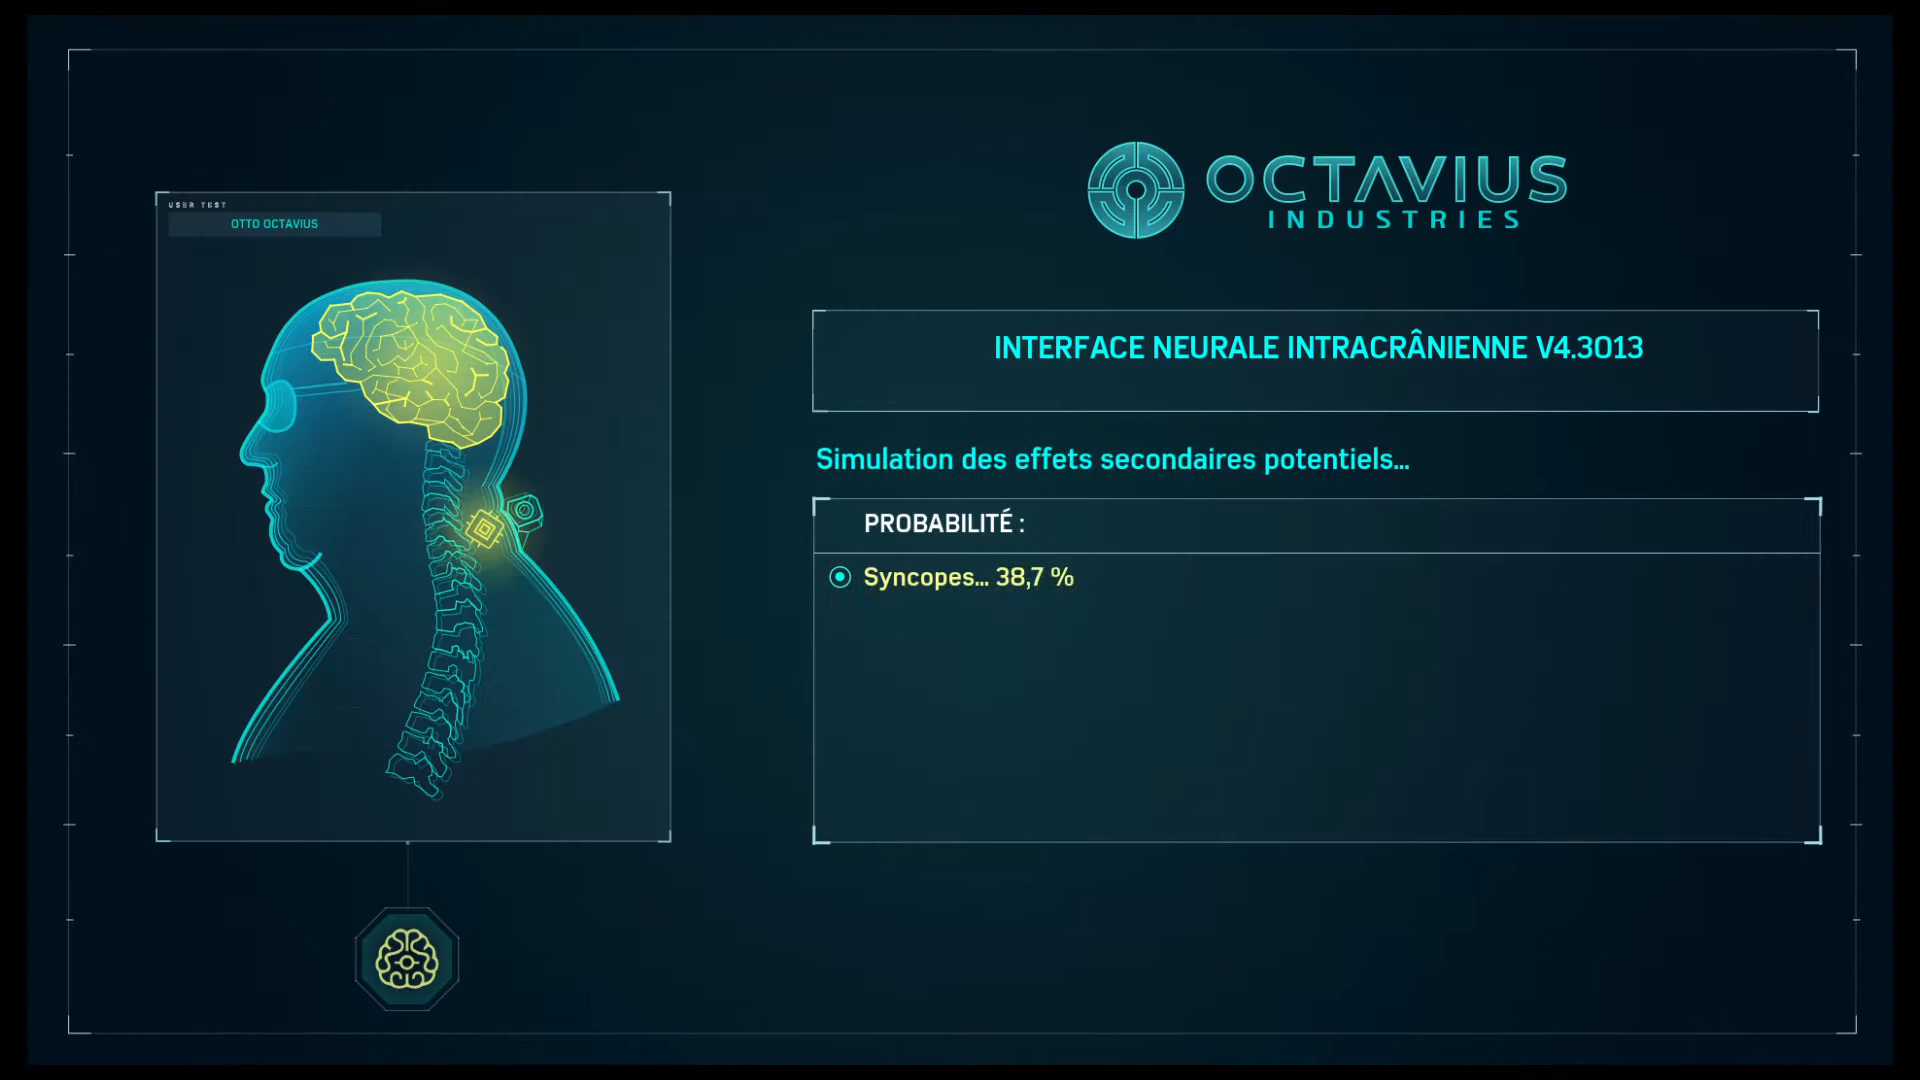 USER TEST
OTTO OCTAVIUS
OCTAVIUS
INDUSTRIES
INTERFACE NEURALE INTRACRÂNIENNE V4.3013
Simulation des effets secondaires potentiels...
PROBABILITÉ :
Syncopes... 38,7 %